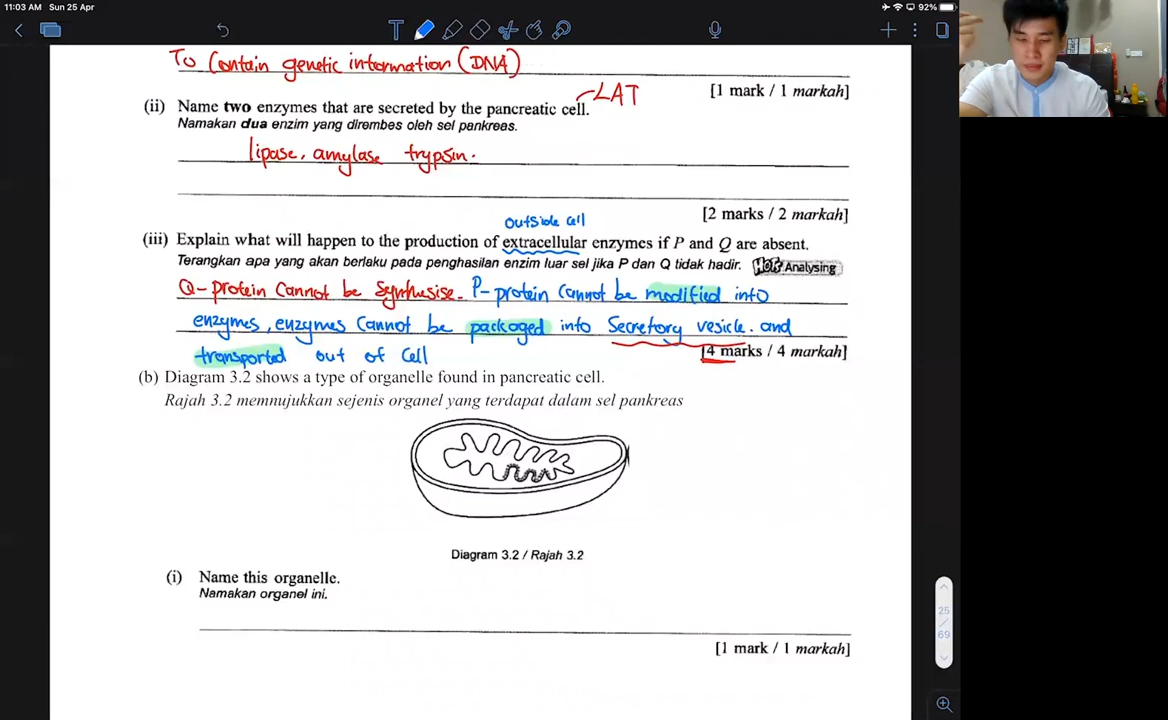 11:03 AM Sun 25 Apr
92%
To Contain genetic information (DNA)
[1 mark / 1 markah]
LAT
(ii) Name two enzymes that are secreted by the pancreatic cell.
Namakan dua enzim yang dirembes oleh sel pankreas.
lipase, amylase trypsin.
[2 marks / 2 markah]
outside cell
(iii) Explain what will happen to the production of extracellular enzymes if P and Q are absent.
Terangkan apa yang akan berlaku pada penghasilan enzim luar sel jika P dan Q tidak hadir. HOTS Analysing
Q-protein Cannot be Synthesise. P-protein cannot be modified into
enzymes, enzymes Cannot be packaged into Secretory vesicle. and
transported out of Cell
[4 marks / 4 markah]
(b) Diagram 3.2 shows a type of organelle found in pancreatic cell.
Rajah 3.2 memnujukkan sejenis organel yang terdapat dalam sel pankreas
Diagram 3.2 / Rajah 3.2
(i) Name this organelle.
Namakan organel ini.
[1 mark / 1 markah]
25
69